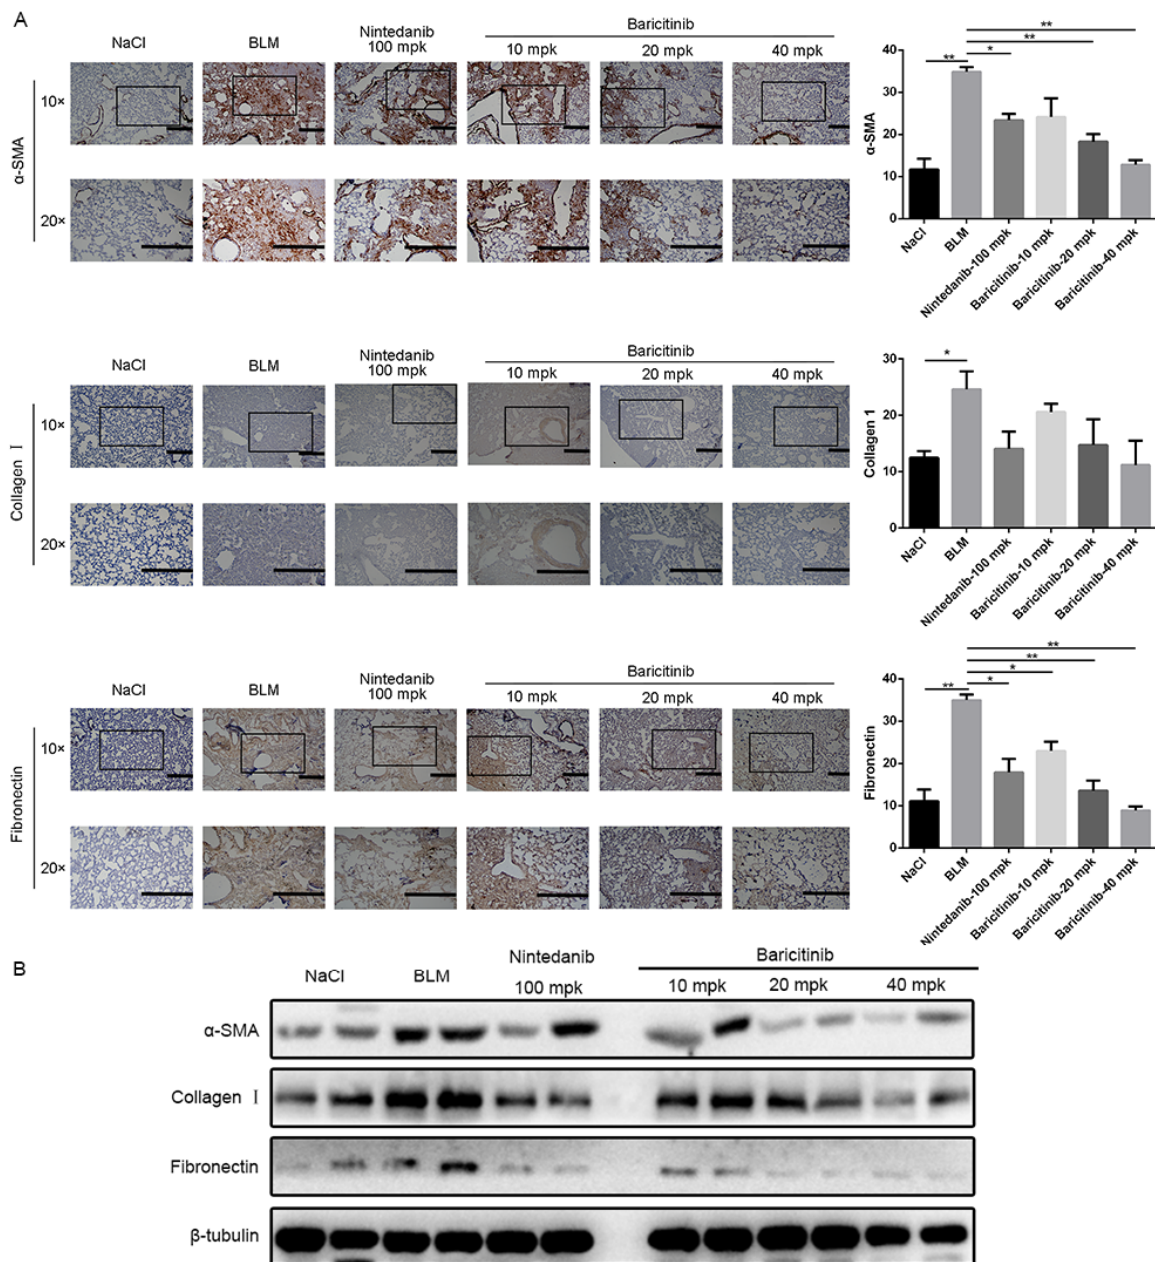 A
NaCl
BLM
Nintedanib
100 mpk
Baricitinib
10 mpk
20 mpk
40 mpk
10×
20×
α-SMA
**
**
*
**
40
30
20
10
0
α-SMA
NaCl
BLM
Nintedanib-100 mpk
Baricitinib-10 mpk
Baricitinib-20 mpk
Baricitinib-40 mpk
NaCl
BLM
Nintedanib
100 mpk
Baricitinib
10 mpk
20 mpk
40 mpk
10×
20×
Collagen Ⅰ
*
30
20
10
0
Collagen 1
NaCl
BLM
Nintedanib-100 mpk
Baricitinib-10 mpk
Baricitinib-20 mpk
Baricitinib-40 mpk
NaCl
BLM
Nintedanib
100 mpk
Baricitinib
10 mpk
20 mpk
40 mpk
10×
20×
Fibronectin
**
**
*
*
**
40
30
20
10
0
Fibronectin
NaCl
BLM
Nintedanib-100 mpk
Baricitinib-10 mpk
Baricitinib-20 mpk
Baricitinib-40 mpk
B
NaCl
BLM
Nintedanib
100 mpk
Baricitinib
10 mpk
20 mpk
40 mpk
α-SMA
Collagen Ⅰ
Fibronectin
β-tubulin